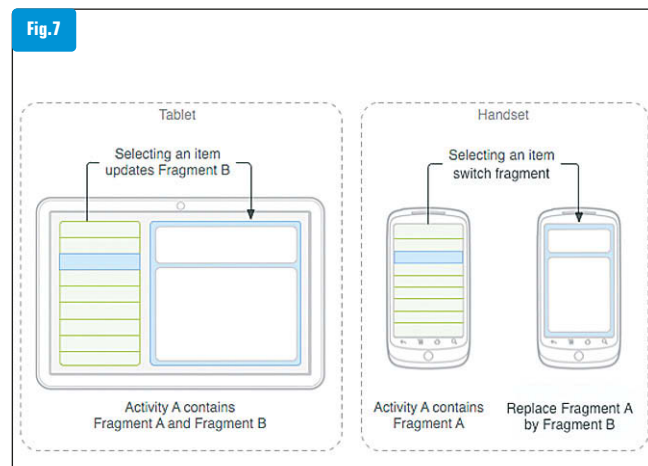 Fig.7
Tablet
Selecting an item
updates Fragment B
Activity A contains
Fragment A and Fragment B
Handset
Selecting an item
switch fragment
Activity A contains
Fragment A
Replace Fragment A
by Fragment B